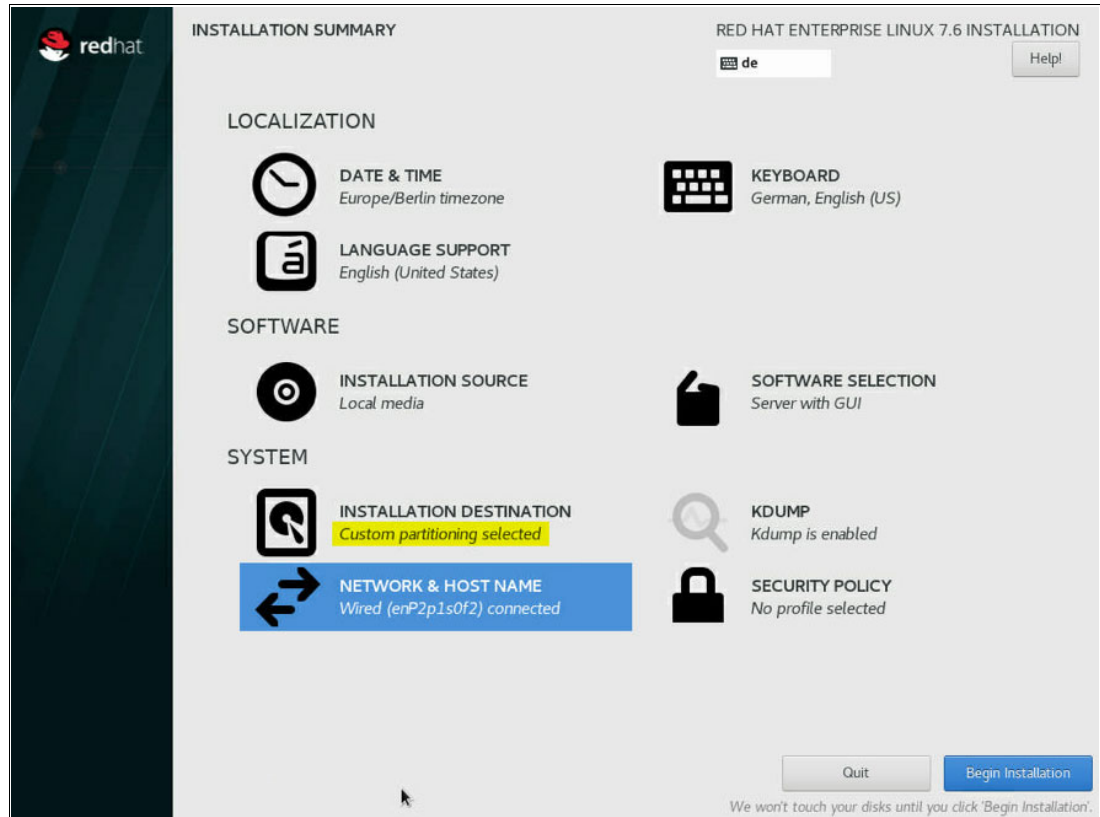 redhat
INSTALLATION SUMMARY
RED HAT ENTERPRISE LINUX 7.6 INSTALLATION
de
Help!
LOCALIZATION
DATE & TIME
Europe/Berlin timezone
KEYBOARD
German, English (US)
á
LANGUAGE SUPPORT
English (United States)
SOFTWARE
INSTALLATION SOURCE
Local media
SOFTWARE SELECTION
Server with GUI
SYSTEM
INSTALLATION DESTINATION
Custom partitioning selected
KDUMP
Kdump is enabled
NETWORK & HOST NAME
Wired (enP2p1s0f2) connected
SECURITY POLICY
No profile selected
Quit
Begin Installation
We won't touch your disks until you click 'Begin Installation'.